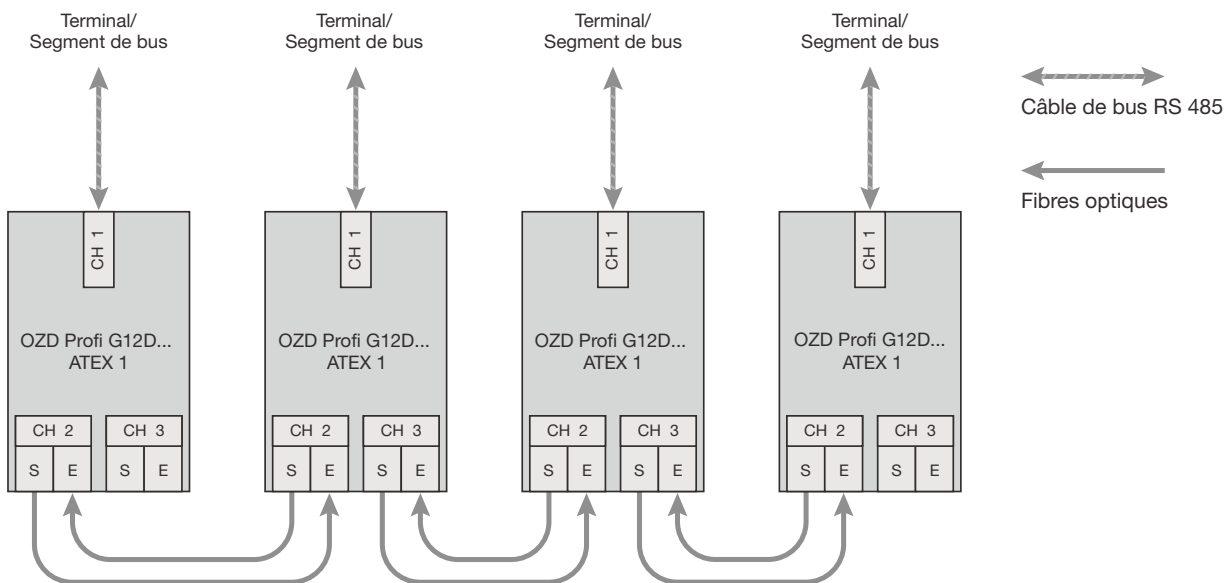 Terminal/
Segment de bus
Terminal/
Segment de bus
Terminal/
Segment de bus
Terminal/
Segment de bus
Câble de bus RS 485
Fibres optiques
CH 1
CH 1
CH 1
CH 1
OZD Profi G12D...
ATEX 1
OZD Profi G12D...
ATEX 1
OZD Profi G12D...
ATEX 1
OZD Profi G12D...
ATEX 1
CH 2 CH 3
S E S E
CH 2 CH 3
S E S E
CH 2 CH 3
S E S E
CH 2 CH 3
S E S E